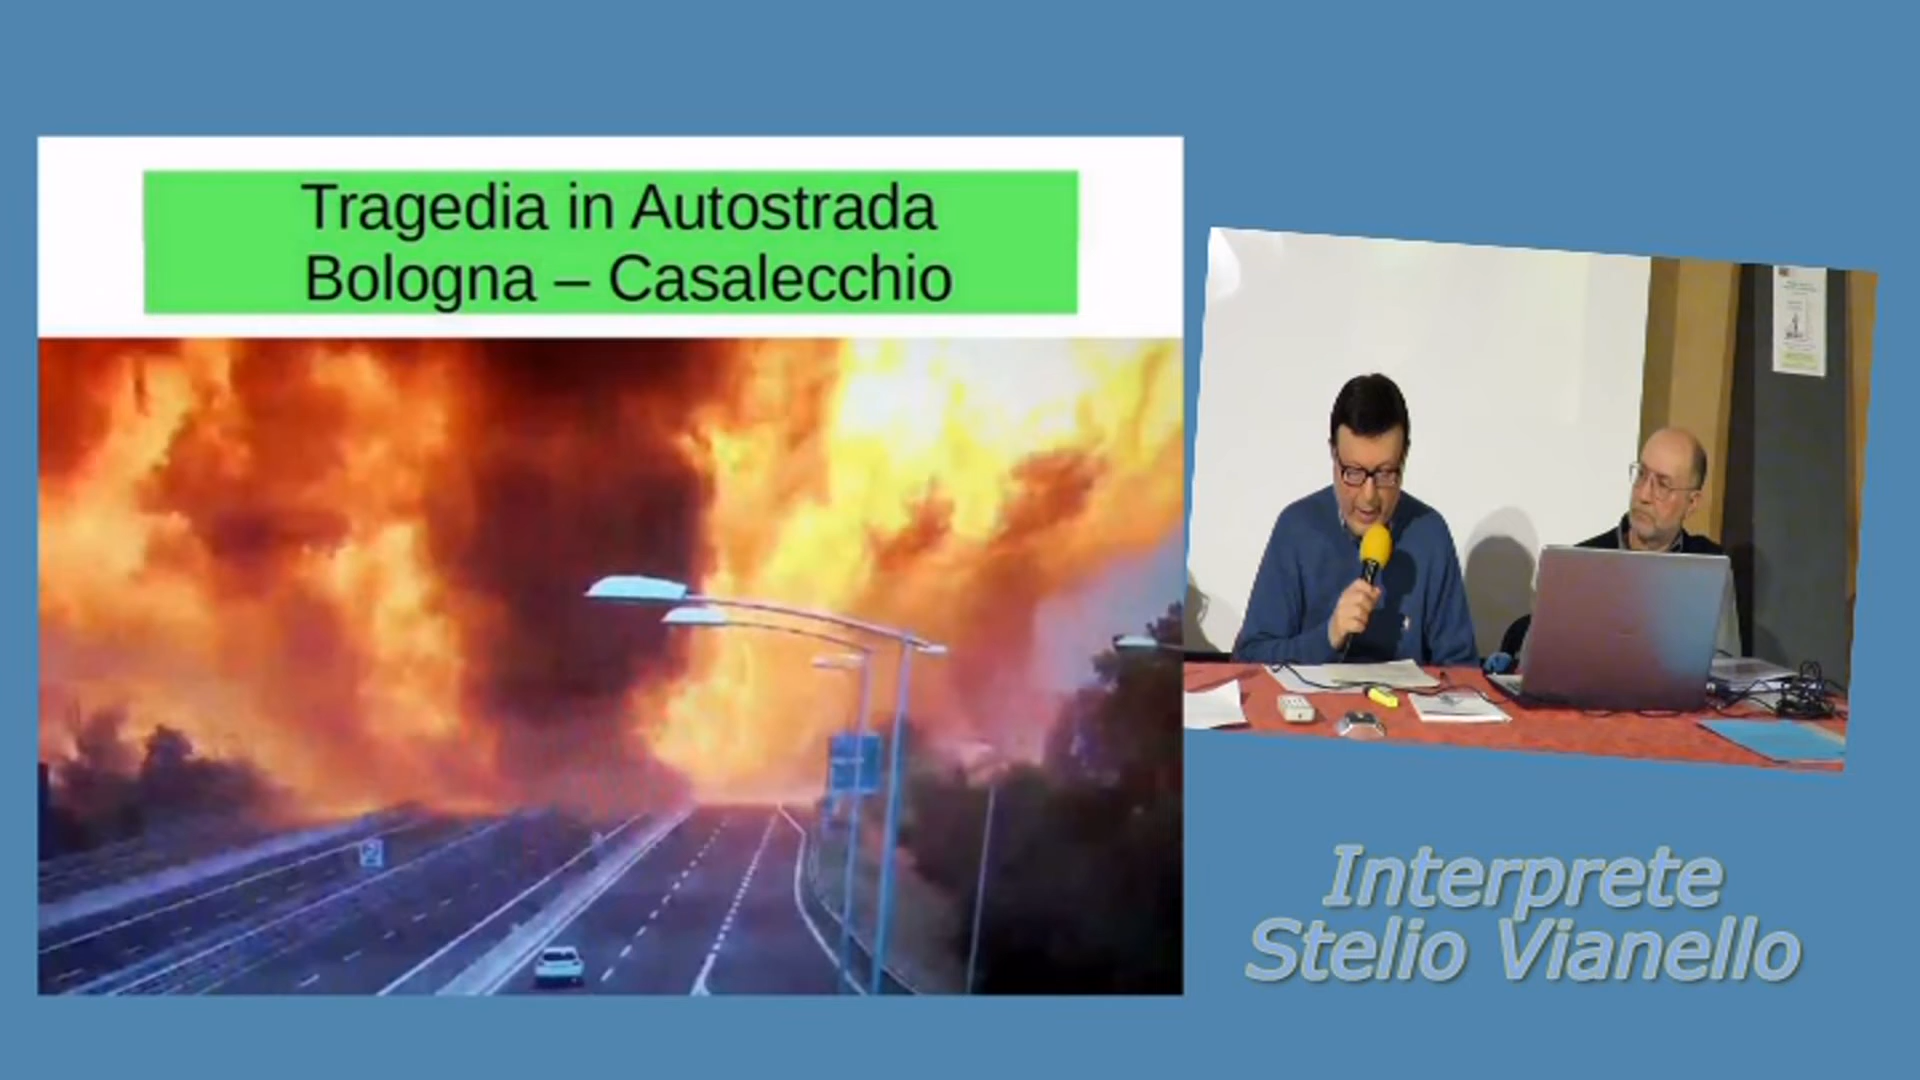 Tragedia in Autostrada
Bologna – Casalecchio
Interprete
Stelio Vianello